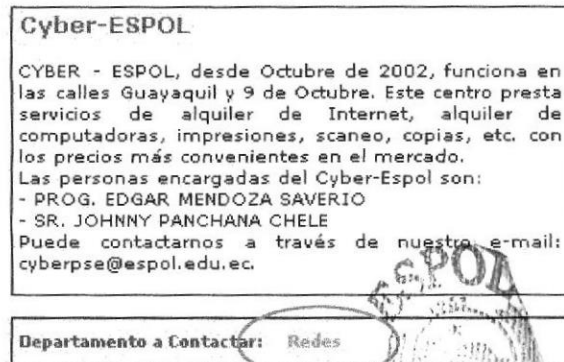 Cyber-ESPOL
CYBER - ESPOL, desde Octubre de 2002, funciona en
las calles Guayaquil y 9 de Octubre. Este centro presta
servicios de alquiler de Internet, alquiler de
computadoras, impresiones, scaneo, copias, etc. con
los precios más convenientes en el mercado.
Las personas encargadas del Cyber-Espol son:
- PROG. EDGAR MENDOZA SAVERIO
- SR. JOHNNY PANCHANA CHELE
Puede contactarnos a través de nuestro e-mail:
cyberpse@espol.edu.ec.
ESPOL
Departamento a Contactar: Redes